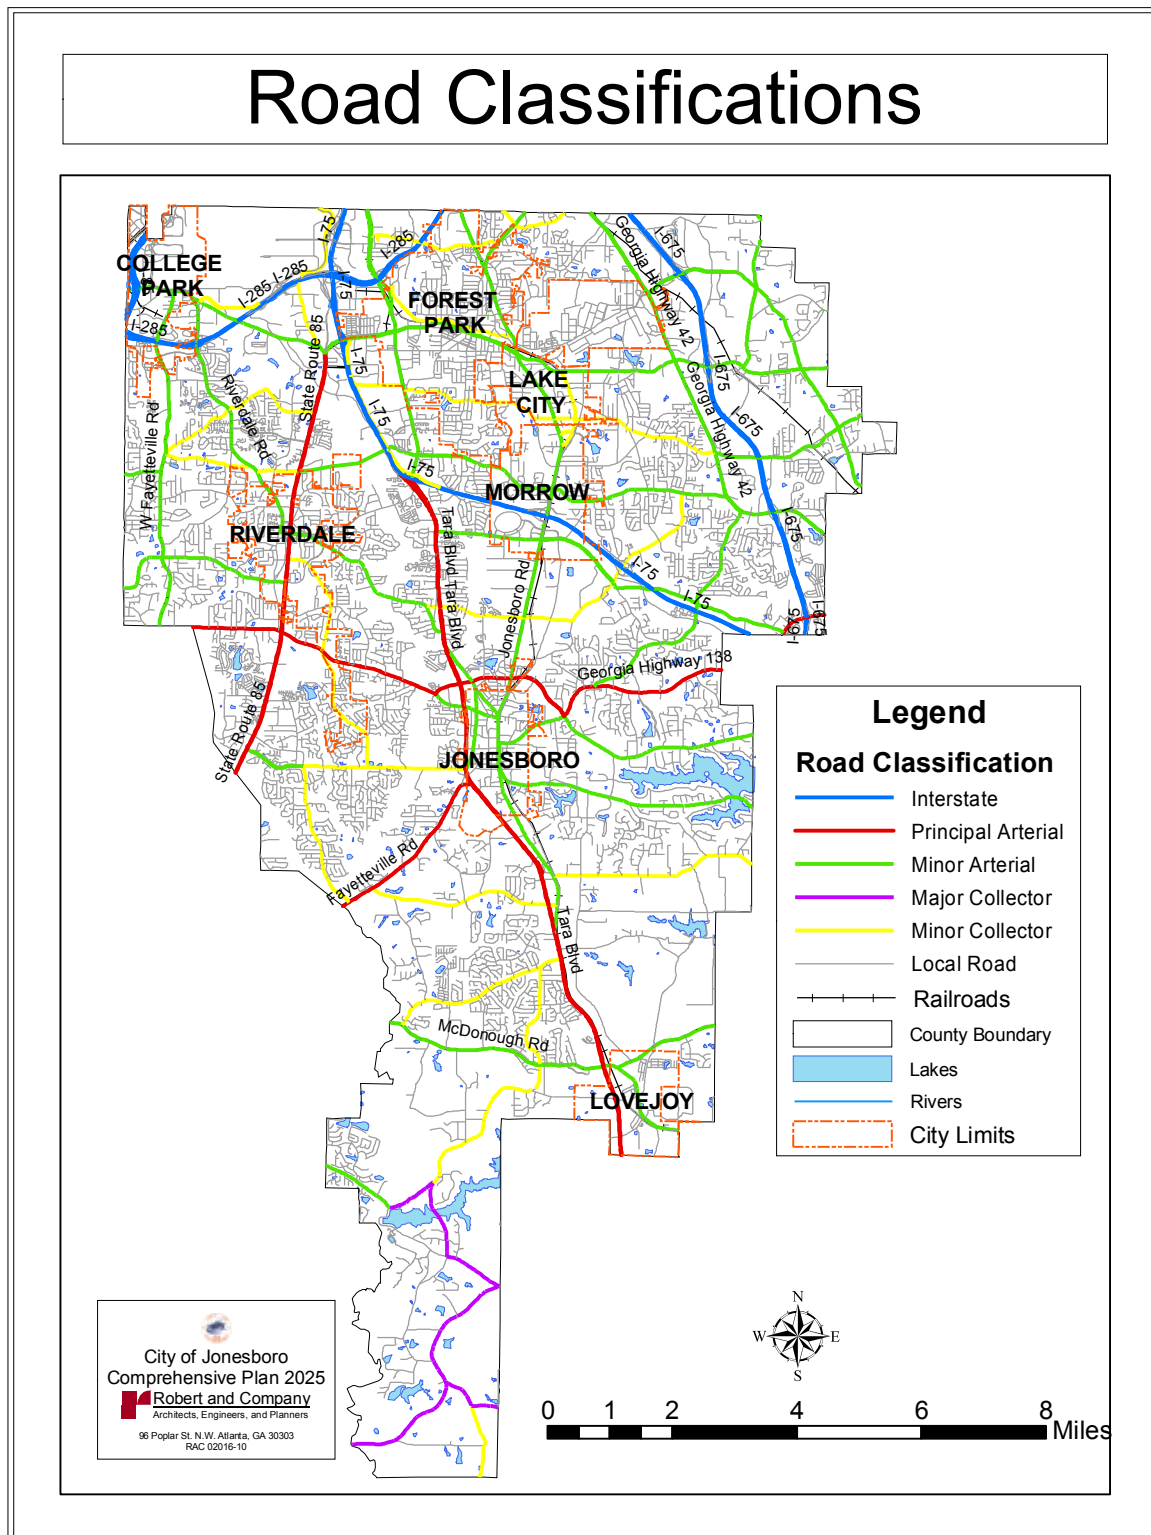 Road Classifications
COLLEGE
PARK
I-285
I-285
I-285
I-75
I-75
I-285
FOREST
PARK
Georgia Highway 42
I-675
State Route 85
I-75
LAKE
CITY
Georgia Highway 42
I-675
I-675
W Fayetteville Rd
Riverdale Rd
I-75
I-75
MORROW
RIVERDALE
Tara Blvd
Tara Blvd
Jonesboro Rd
I-75
I-75
I-675
I-675
I-675
Georgia Highway 138
State Route 85
JONESBORO
Fayetteville Rd
Tara Blvd
McDonough Rd
LOVEJOY
Legend
Road Classification
Interstate
Principal Arterial
Minor Arterial
Major Collector
Minor Collector
Local Road
Railroads
County Boundary
Lakes
Rivers
City Limits
City of Jonesboro
Comprehensive Plan 2025
Robert and Company
Architects, Engineers, and Planners
96 Poplar St. N.W. Atlanta, GA 30303
RAC 02016-10
N
W
E
S
0 1 2 4 6 8
Miles